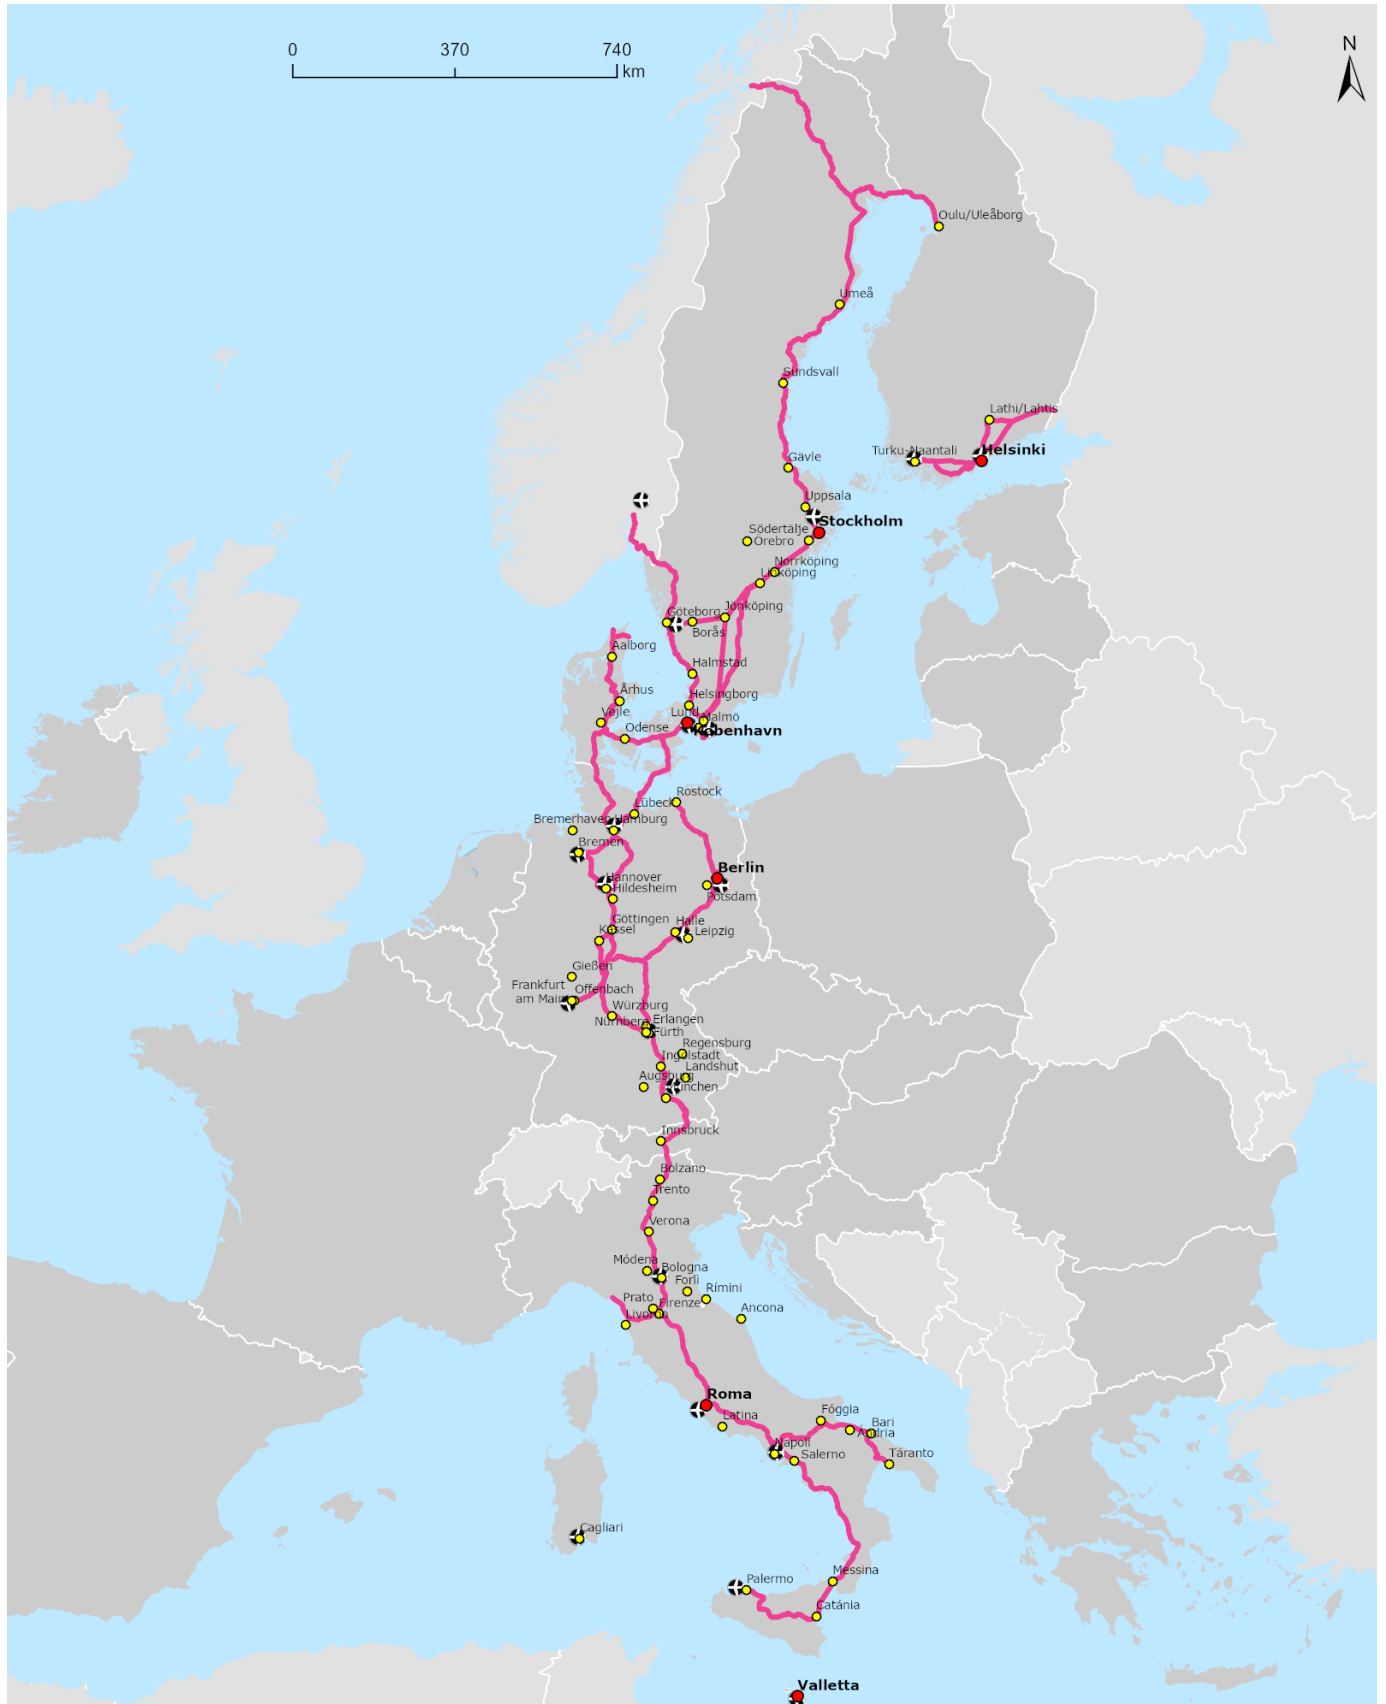 0 370 740
km
N
Oulu/Uleåborg
Umeå
Sundsvall
Lathi/Lahtis
Turku-Naantali
Helsinki
Gävle
Uppsala
Stockholm
Södertälje
Örebro
Norrköping
Linköping
Göteborg
Jönköping
Borås
Aalborg
Halmstad
Århus
Helsingborg
Vejle
Lund
Malmö
Odense
København
Rostock
Lübeck
Bremerhaven
Hamburg
Bremen
Berlin
Hannover
Hildesheim
Potsdam
Göttingen
Halle
Kassel
Leipzig
Gießen
Frankfurt
am Main
Offenbach
Würzburg
Nürnberg
Erlangen
Fürth
Regensburg
Ingolstadt
Landshut
Augsburg
München
Innsbruck
Bolzano
Trento
Verona
Módena
Bologna
Forlì
Rímini
Prato
Firenze
Livorno
Ancona
Roma
Latina
Fóggia
Bari
Andria
Napoli
Salerno
Táranto
Cagliari
Palermo
Messina
Catánia
Valletta